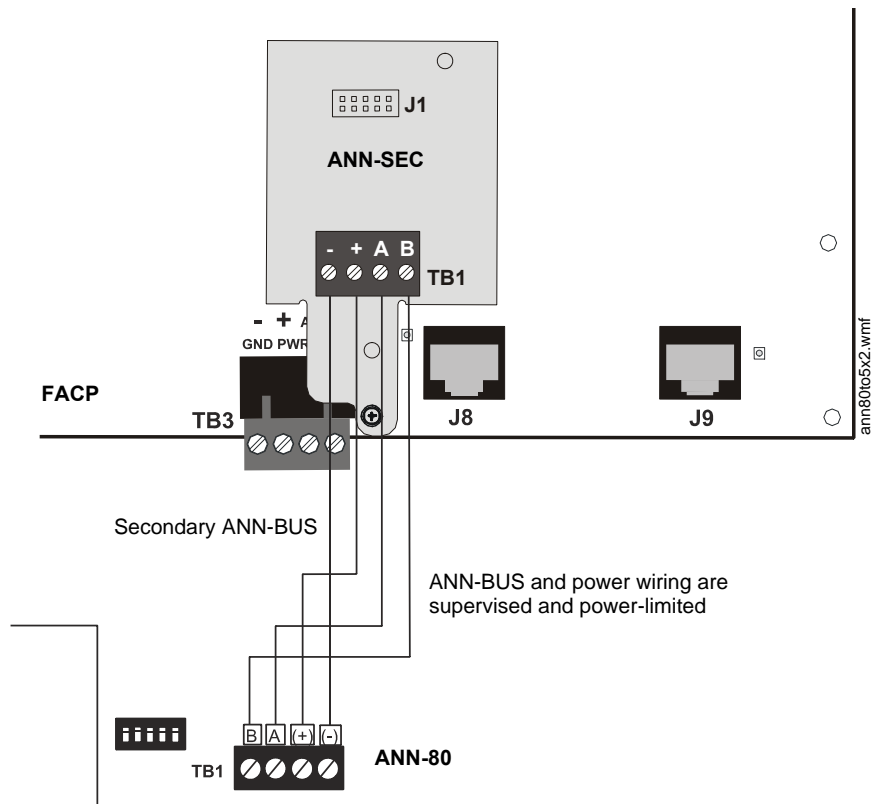 J1
ANN-SEC
- + A B
TB1
- +
GND PWR
FACP
TB3
J8
J9
ann80to5x2.wmf
Secondary ANN-BUS
ANN-BUS and power wiring are
supervised and power-limited
B A (+) (-)
TB1
ANN-80